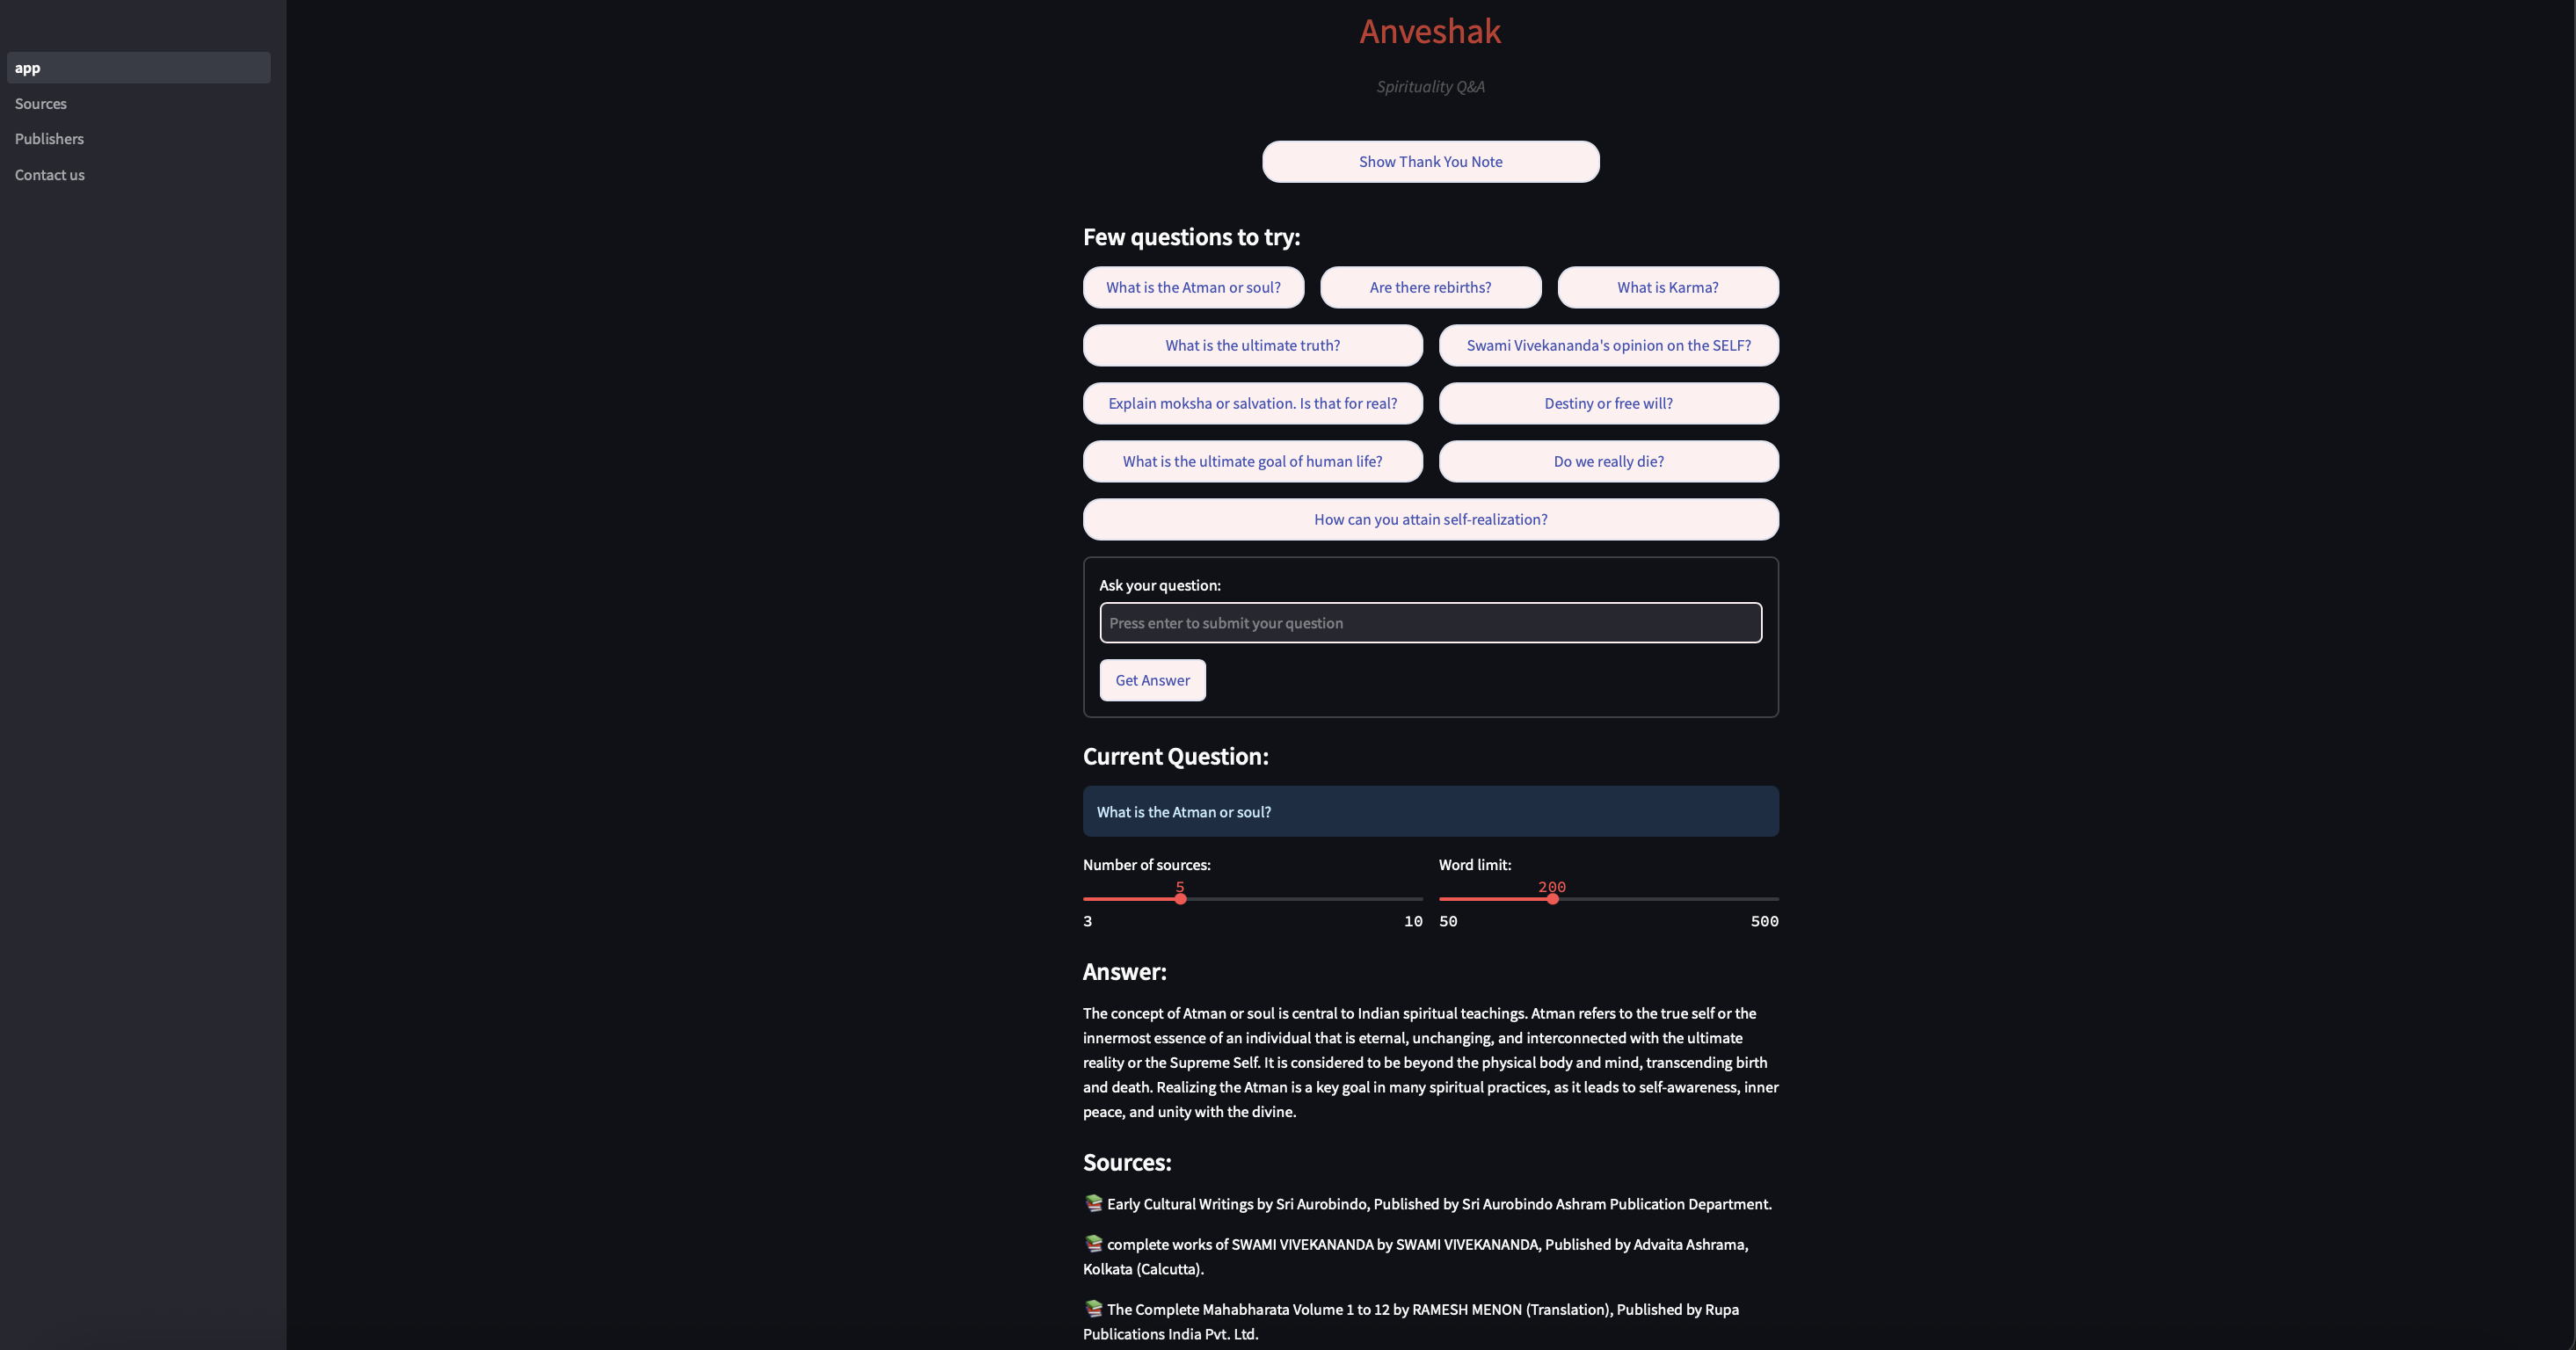 app
Sources
Publishers
Contact us
Anveshak
Spirituality Q&A
Show Thank You Note
Few questions to try:
What is the Atman or soul?
Are there rebirths?
What is Karma?
What is the ultimate truth?
Swami Vivekananda's opinion on the SELF?
Explain moksha or salvation. Is that for real?
Destiny or free will?
What is the ultimate goal of human life?
Do we really die?
How can you attain self-realization?
Ask your question:
Press enter to submit your question
Get Answer
Current Question:
What is the Atman or soul?
Number of sources:
5
3
10
Word limit:
200
50
500
Answer:
The concept of Atman or soul is central to Indian spiritual teachings. Atman refers to the true self or the
innermost essence of an individual that is eternal, unchanging, and interconnected with the ultimate
reality or the Supreme Self. It is considered to be beyond the physical body and mind, transcending birth
and death. Realizing the Atman is a key goal in many spiritual practices, as it leads to self-awareness, inner
peace, and unity with the divine.
Sources:
Early Cultural Writings by Sri Aurobindo, Published by Sri Aurobindo Ashram Publication Department.
complete works of SWAMI VIVEKANANDA by SWAMI VIVEKANANDA, Published by Advaita Ashrama,
Kolkata (Calcutta).
The Complete Mahabharata Volume 1 to 12 by RAMESH MENON (Translation), Published by Rupa
Publications India Pvt. Ltd.